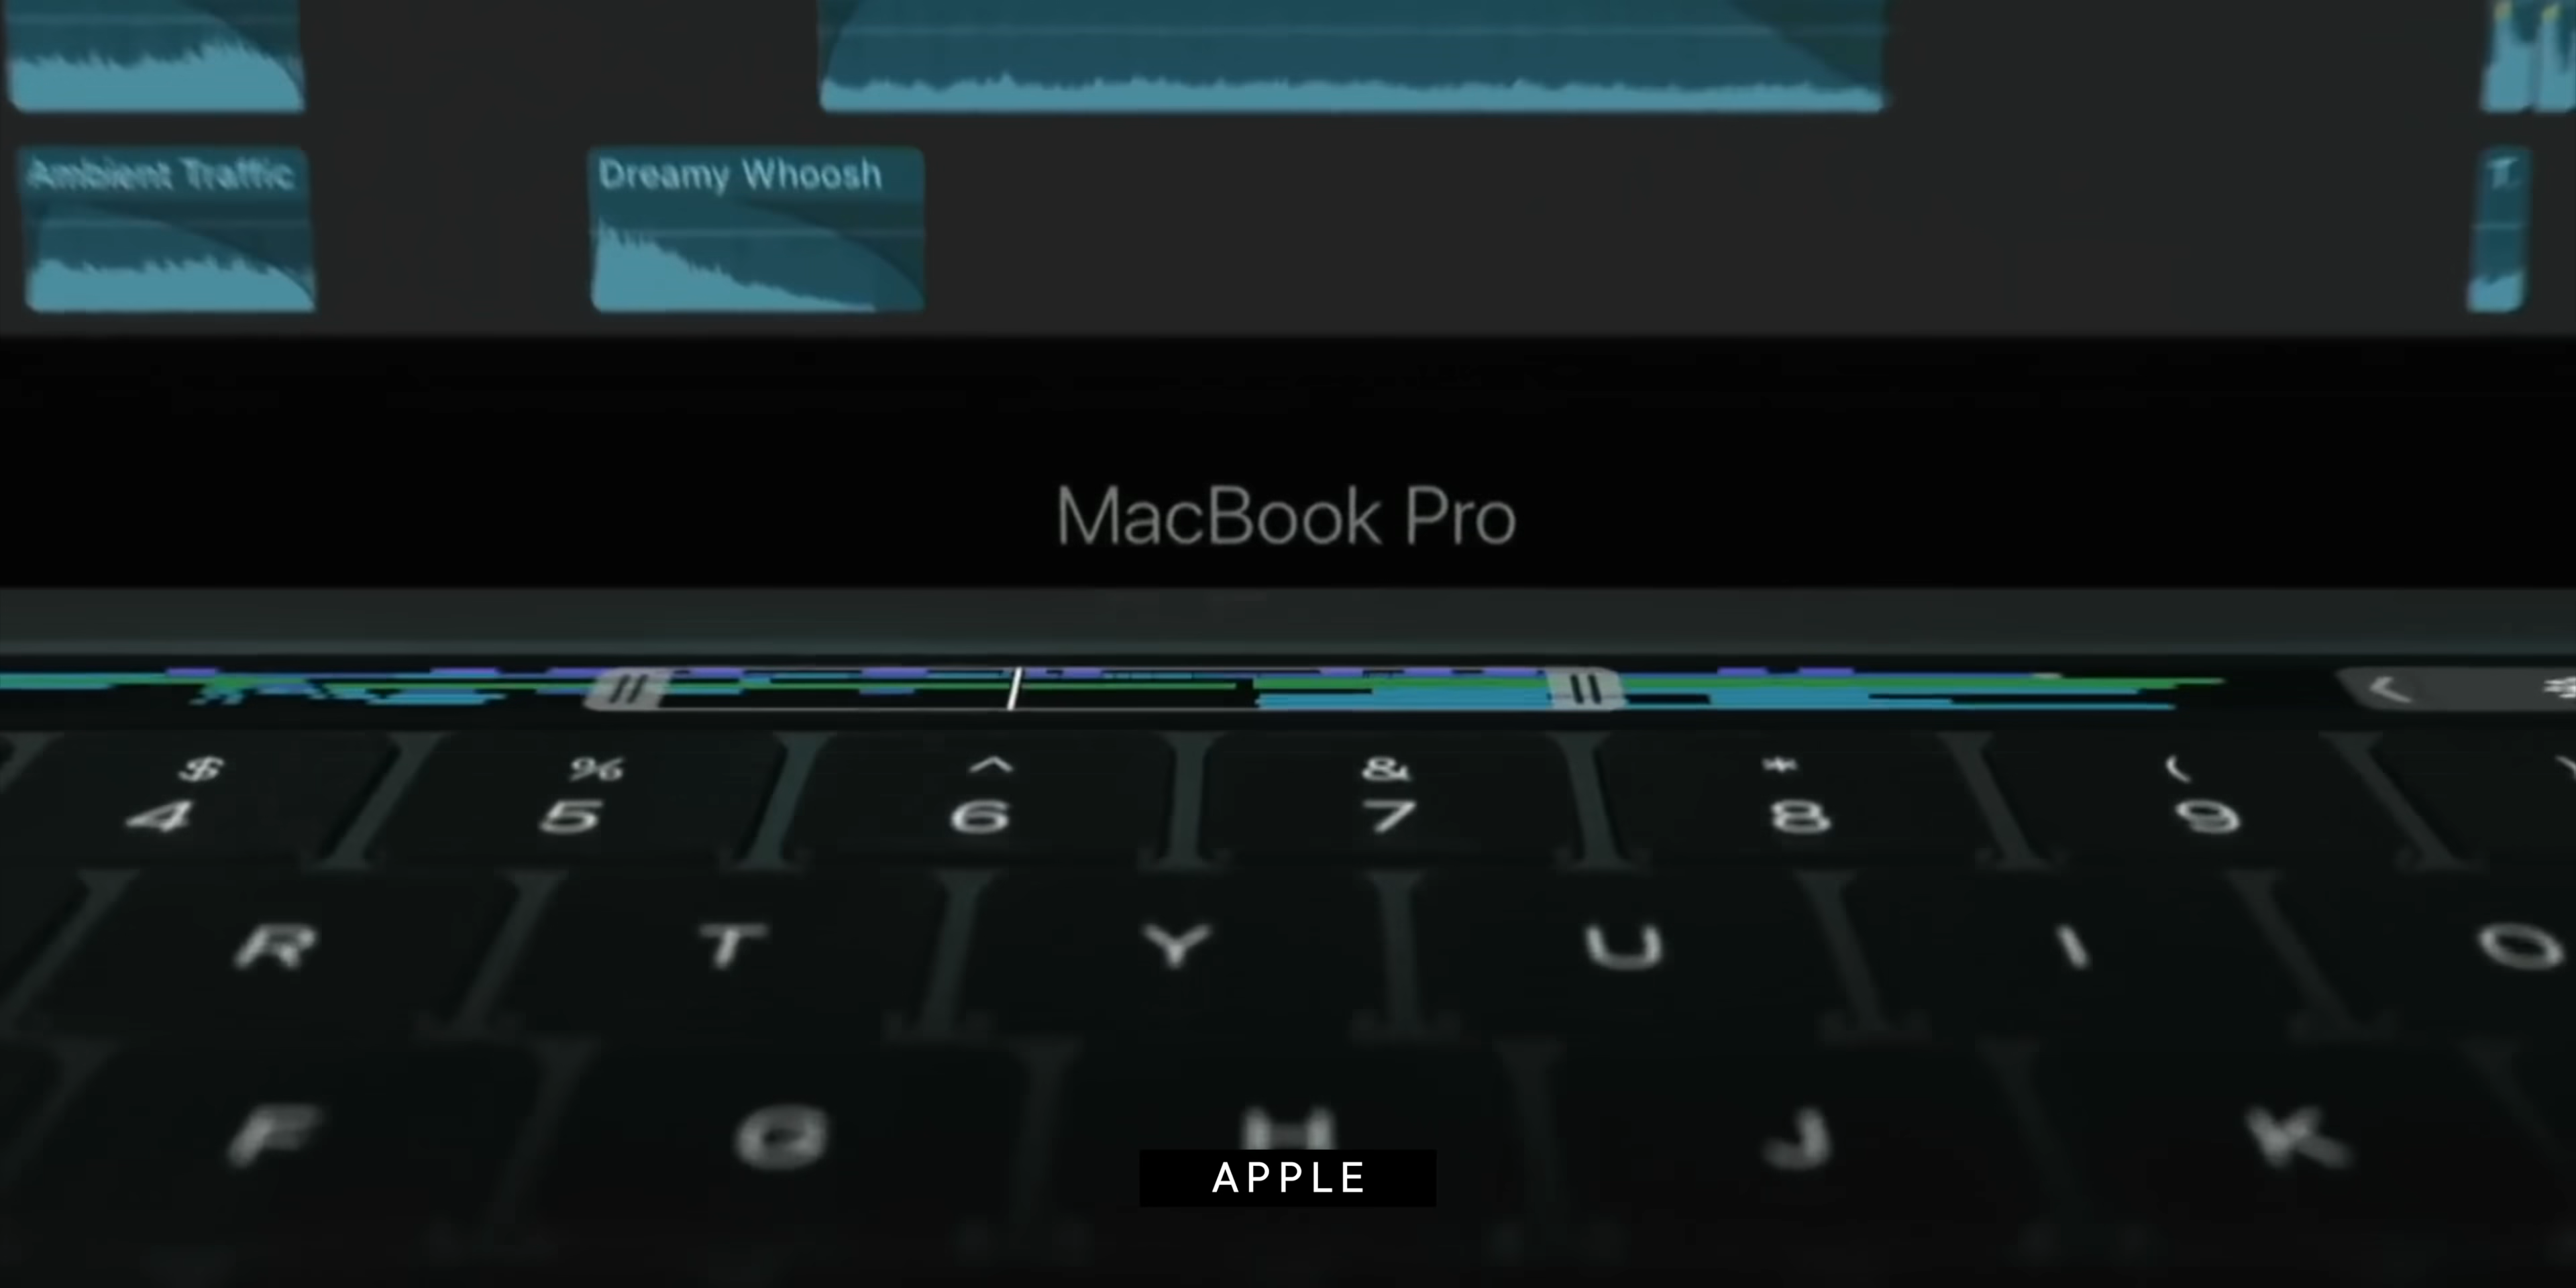 Ambient Traffic
Dreamy Whoosh
MacBook Pro
$ % ^ & * (
4 5 6 7 8 9
R T Y U I O
F G H J K
APPLE